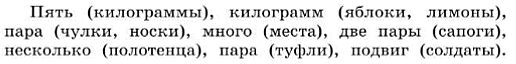 Пять (килограммы), килограмм (яблоки, лимоны),
пара (чулки, носки), много (места), две пары (сапоги),
несколько (полотенца), пара (туфли), подвиг (солдаты).